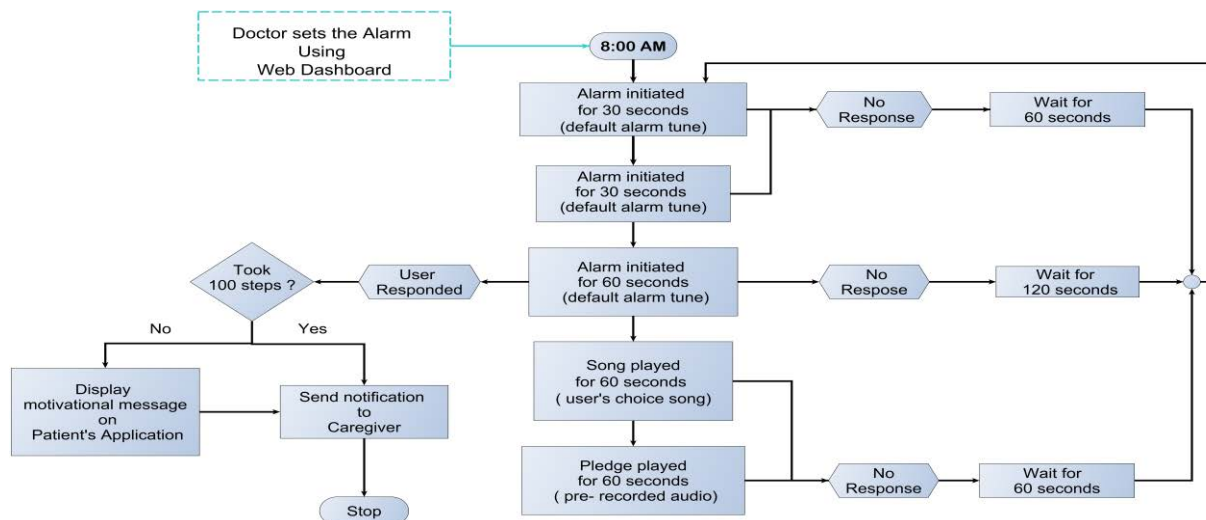 Doctor sets the Alarm
Using
Web Dashboard
8:00 AM
Alarm initiated
for 30 seconds
(default alarm tune)
No
Response
Wait for
60 seconds
Alarm initiated
for 30 seconds
(default alarm tune)
Took
100 steps ?
User
Responded
Alarm initiated
for 60 seconds
(default alarm tune)
No
Respose
Wait for
120 seconds
No
Yes
Display
motivational message
on
Patient's Application
Send notification
to
Caregiver
Song played
for 60 seconds
( user's choice song)
Pledge played
for 60 seconds
( pre- recorded audio)
No
Response
Wait for
60 seconds
Stop